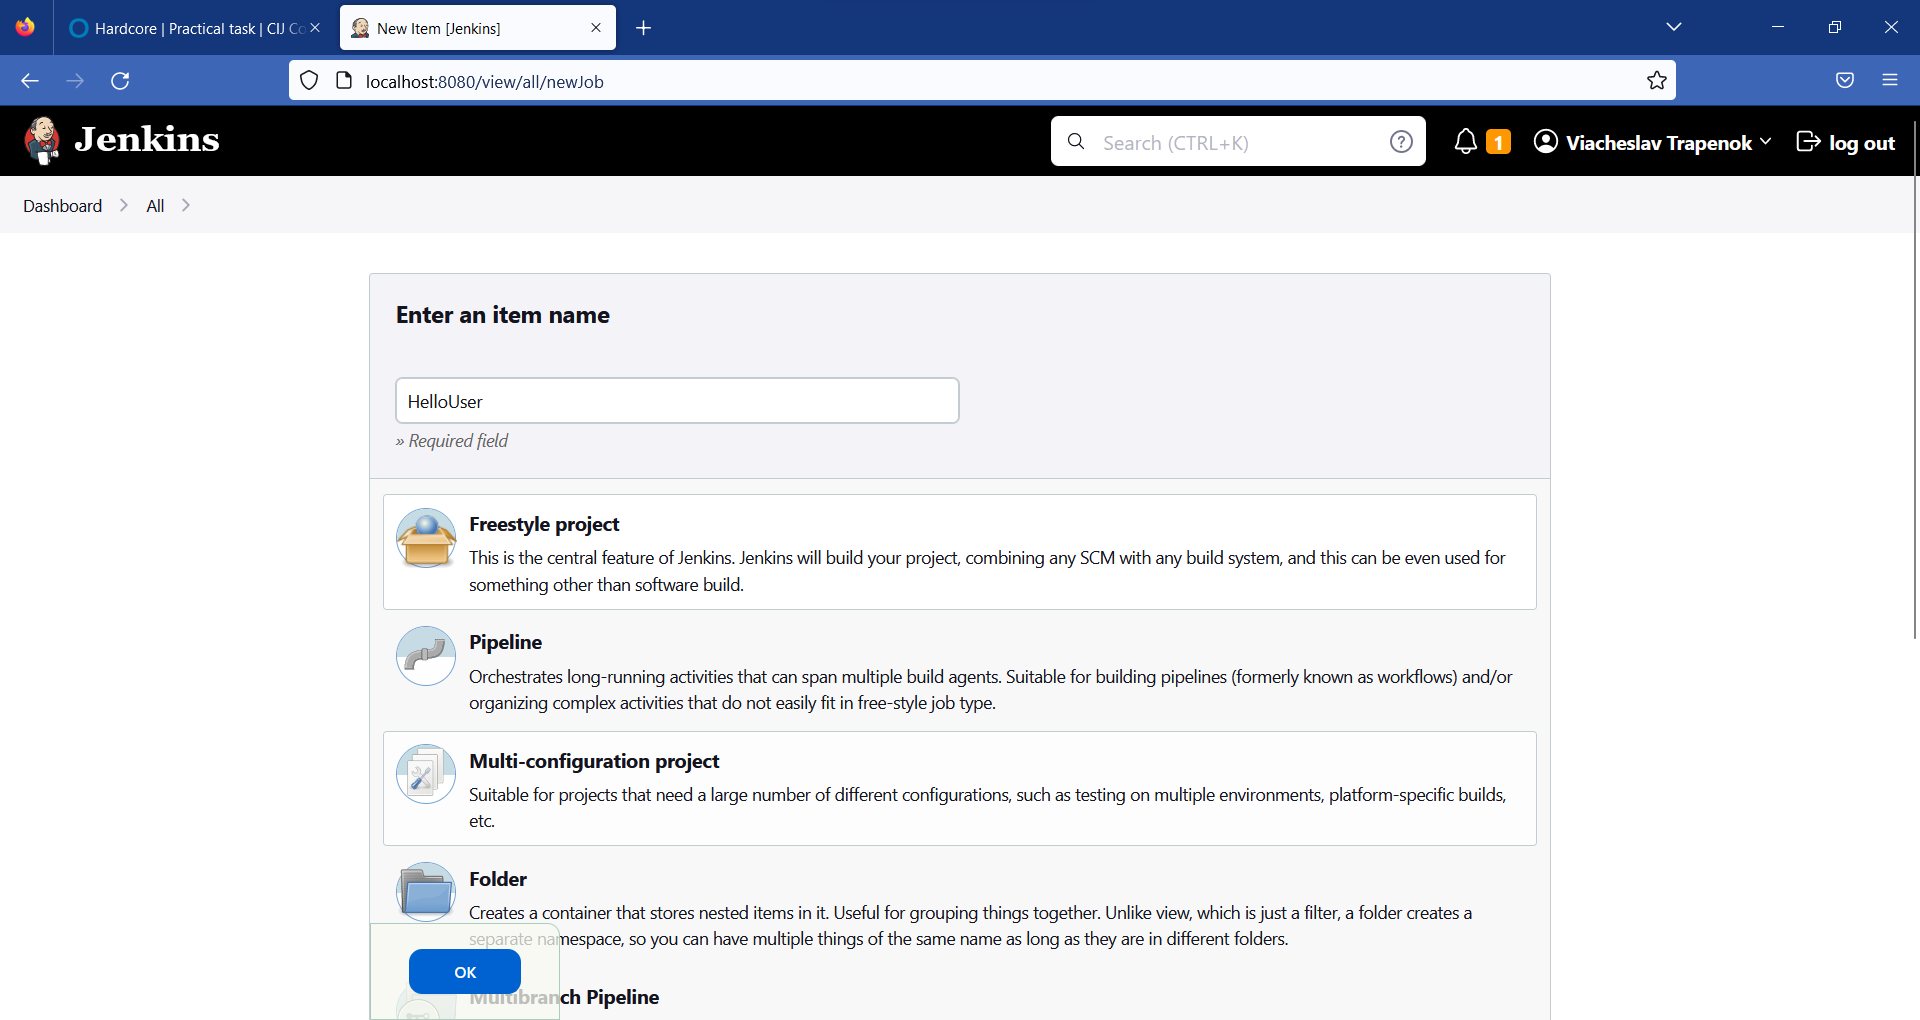 Hardcore | Practical task | CIJ Co
New Item [Jenkins]
localhost:8080/view/all/newJob
Jenkins
Search (CTRL+K)
1
Viacheslav Trapenok
log out
Dashboard
All
Enter an item name
HelloUser
» Required field
Freestyle project
This is the central feature of Jenkins. Jenkins will build your project, combining any SCM with any build system, and this can be even used for
something other than software build.
Pipeline
Orchestrates long-running activities that can span multiple build agents. Suitable for building pipelines (formerly known as workflows) and/or
organizing complex activities that do not easily fit in free-style job type.
Multi-configuration project
Suitable for projects that need a large number of different configurations, such as testing on multiple environments, platform-specific builds,
etc.
Folder
Creates a container that stores nested items in it. Useful for grouping things together. Unlike view, which is just a filter, a folder creates a
separate namespace, so you can have multiple things of the same name as long as they are in different folders.
OK
Multibranch Pipeline